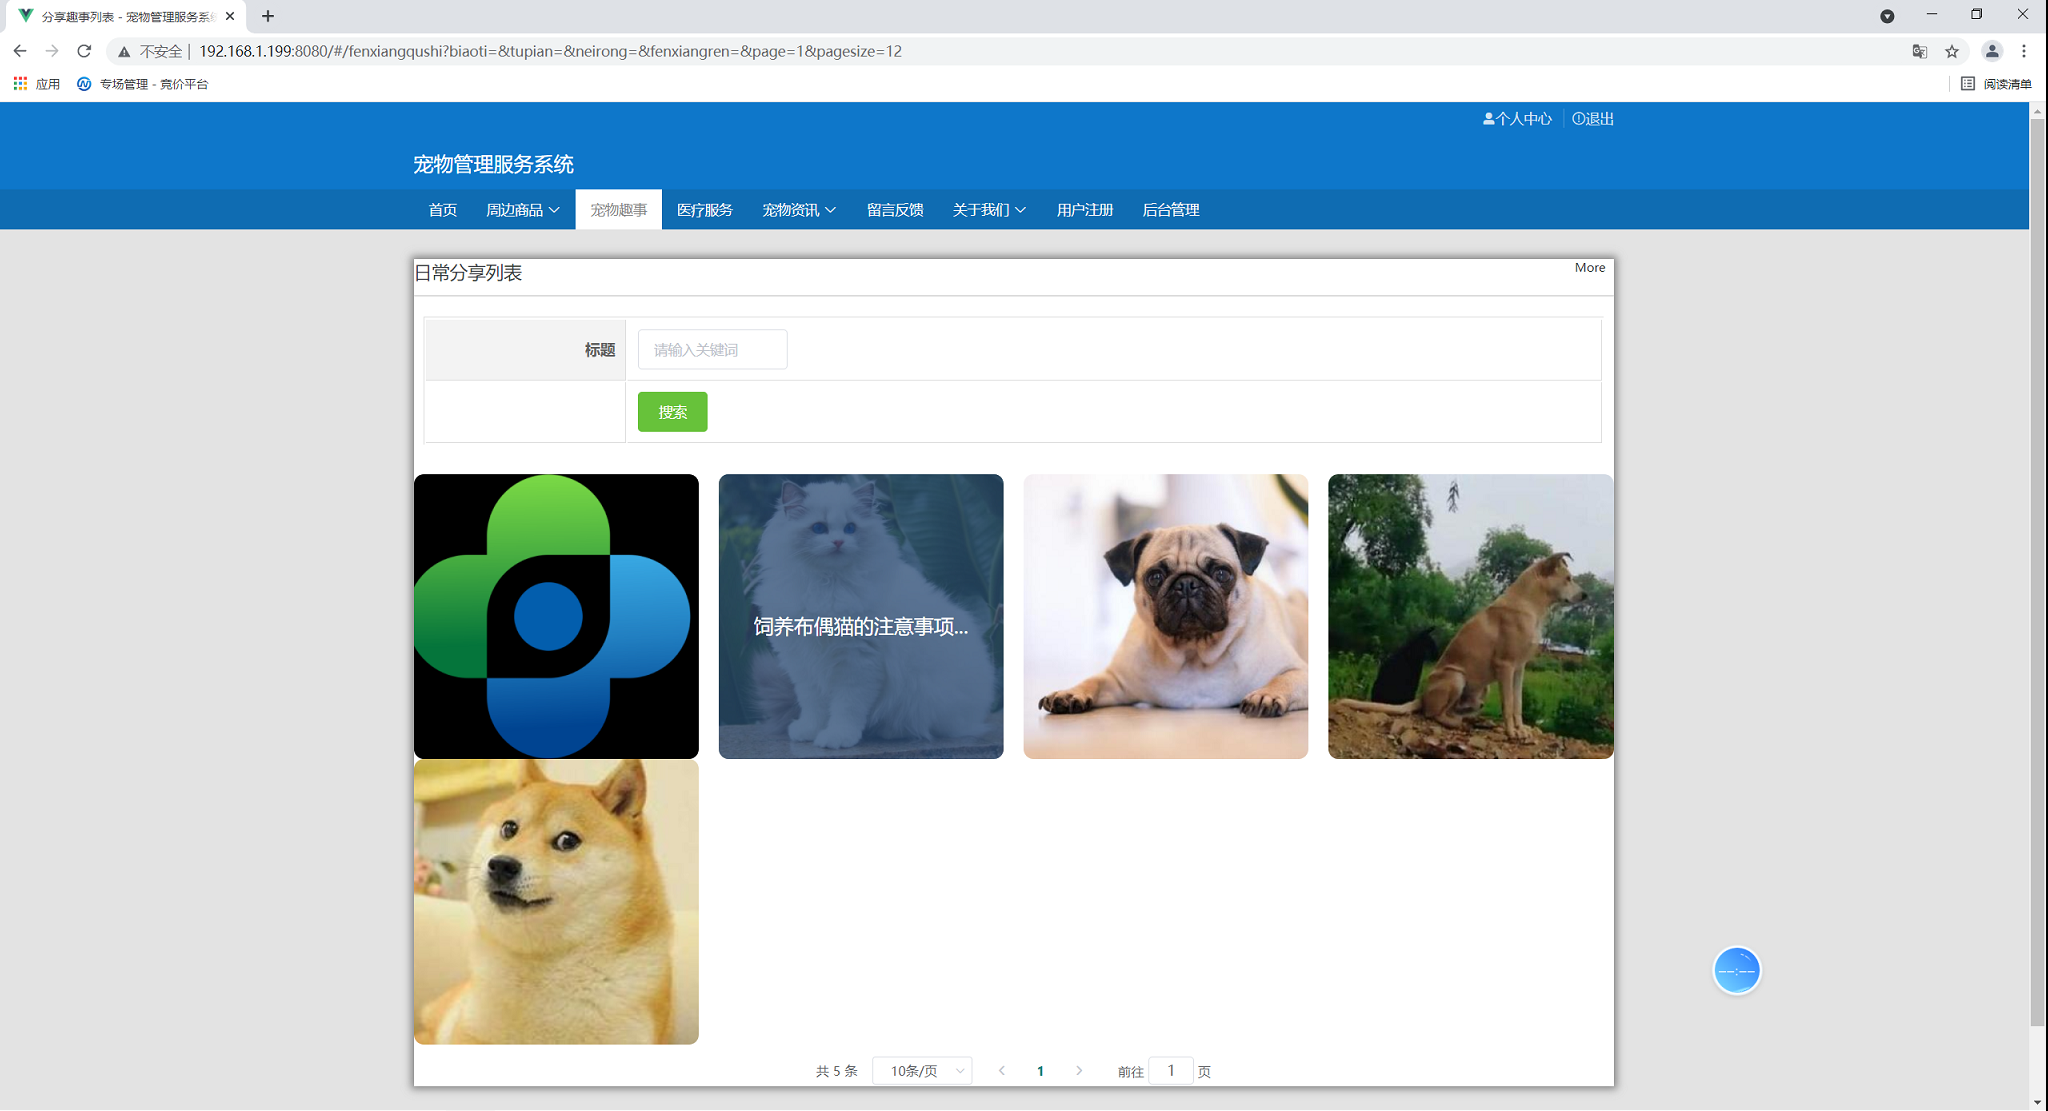 分享趣事列表 - 宠物管理服务系统
不安全 | 192.168.1.199:8080/#/fenxiangqushi?biaoti=&tupian=&neirong=&fenxiangren=&page=1&pagesize=12
应用 专场管理 - 竞价平台 阅读清单
个人中心 退出
宠物管理服务系统
首页 周边商品 宠物趣事 医疗服务 宠物资讯 留言反馈 关于我们 用户注册 后台管理
日常分享列表 More
标题 请输入关键词
搜索
饲养布偶猫的注意事项...
共 5 条 10条/页 1 前往 1 页